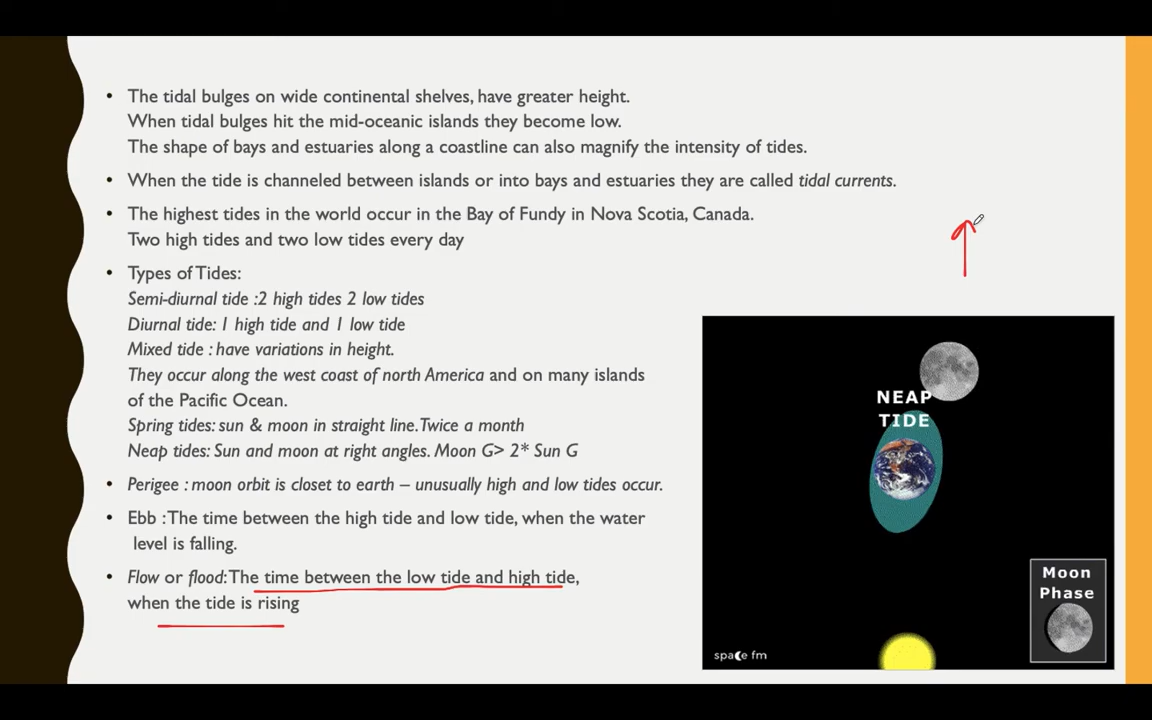 The tidal bulges on wide continental shelves, have greater height.
When tidal bulges hit the mid-oceanic islands they become low.
The shape of bays and estuaries along a coastline can also magnify the intensity of tides.
When the tide is channeled between islands or into bays and estuaries they are called tidal currents.
The highest tides in the world occur in the Bay of Fundy in Nova Scotia, Canada.
Two high tides and two low tides every day
Types of Tides:
Semi-diurnal tide :2 high tides 2 low tides
Diurnal tide: 1 high tide and 1 low tide
Mixed tide : have variations in height.
They occur along the west coast of north America and on many islands
of the Pacific Ocean.
Spring tides: sun & moon in straight line. Twice a month
Neap tides: Sun and moon at right angles. Moon G> 2* Sun G
Perigee : moon orbit is closet to earth – unusually high and low tides occur.
Ebb : The time between the high tide and low tide, when the water
level is falling.
Flow or flood: The time between the low tide and high tide,
when the tide is rising
NEAP
TIDE
Moon
Phase
space fm